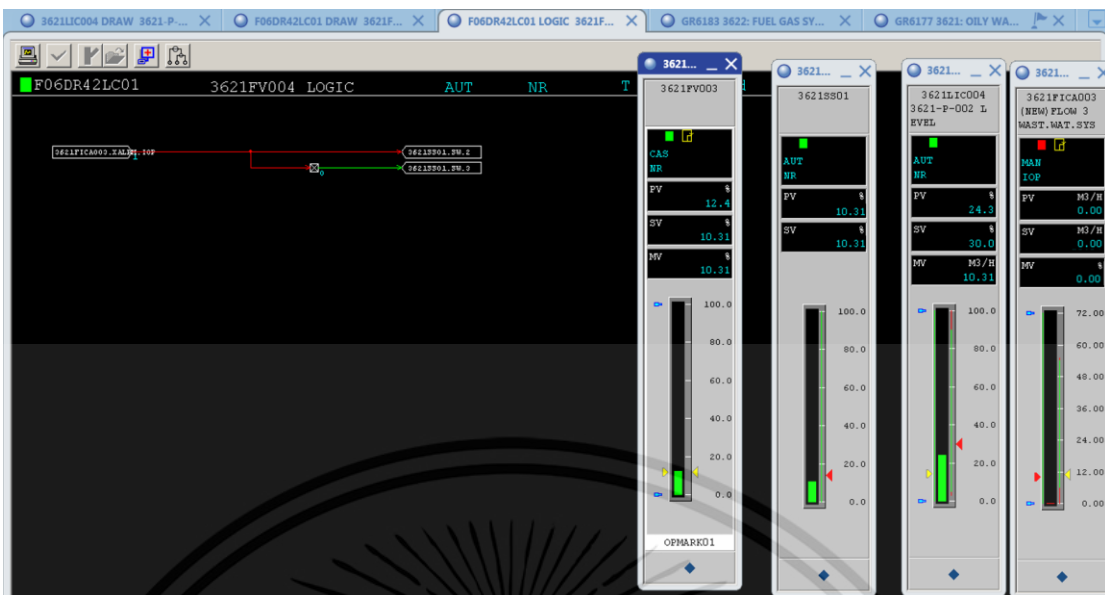 3621LIC004 DRAW 3621-P-...
F06DR42LC01 DRAW 3621F...
F06DR42LC01 LOGIC 3621F...
GR6183 3622: FUEL GAS SY...
GR6177 3621: OILY WA...
F06DR42LC01 3621FV004 LOGIC AUT NR T
3621FICA003.XALRM.IOP
1
3621SS01.SW.2
0
3621SS01.SW.3
3621...
3621FV003
CAS
NR
PV %
12.4
SV %
10.31
MV %
10.31
100.0
80.0
60.0
40.0
20.0
0.0
OPMARK01
3621...
3621SS01
AUT
NR
PV %
10.31
SV %
10.31
100.0
80.0
60.0
40.0
20.0
0.0
3621...
3621LIC004
3621-P-002 L
EVEL
AUT
NR
PV %
24.3
SV %
30.0
MV M3/H
10.31
100.0
80.0
60.0
40.0
20.0
0.0
3621...
3621FICA003
(NEW)FLOW 3
WAST.WAT.SYS
MAN
IOP
PV M3/H
0.00
SV M3/H
0.00
MV %
0.00
72.00
60.00
48.00
36.00
24.00
12.00
0.00